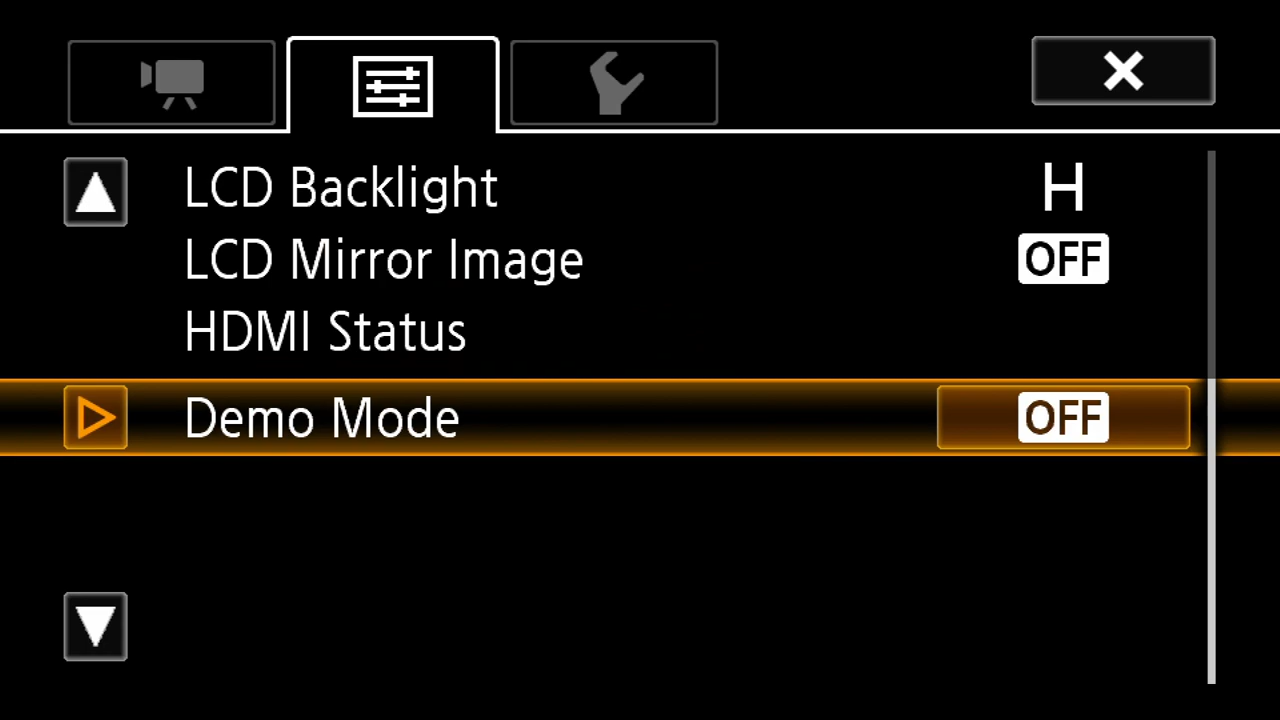 LCD Backlight H
LCD Mirror Image OFF
HDMI Status
Demo Mode OFF